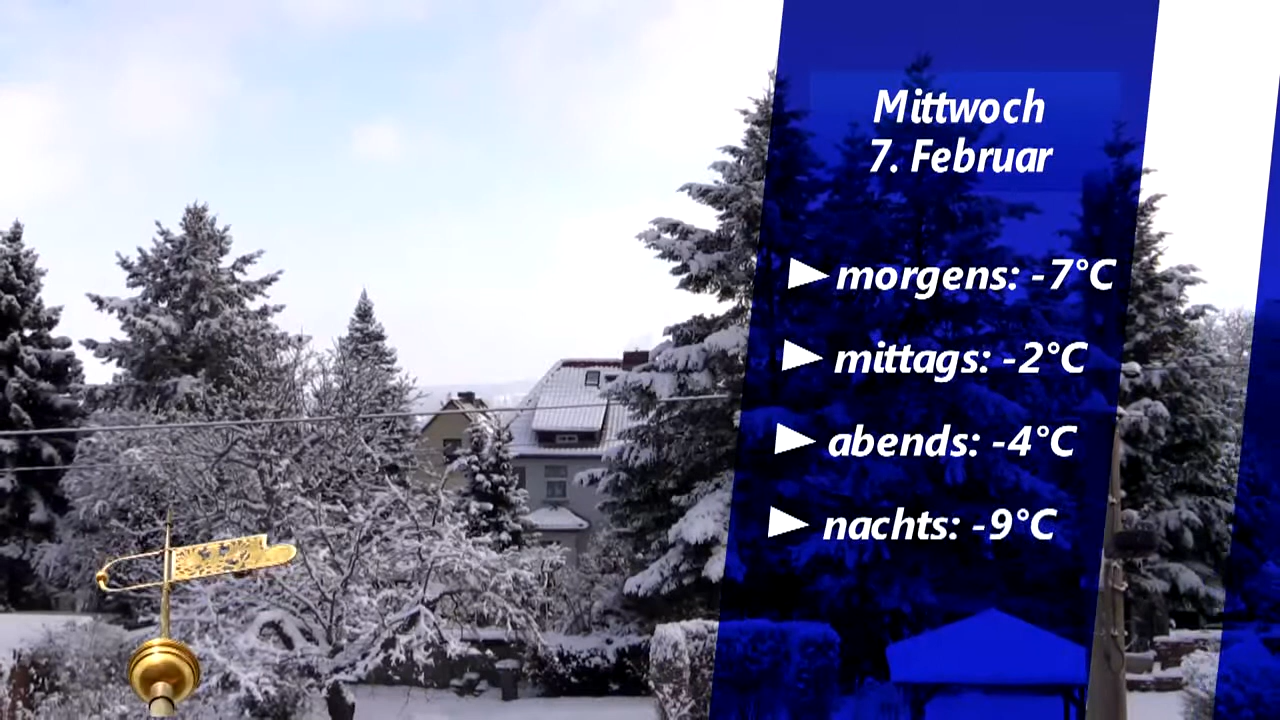 Mittwoch
7. Februar
morgens: -7°C
mittags: -2°C
abends: -4°C
nachts: -9°C